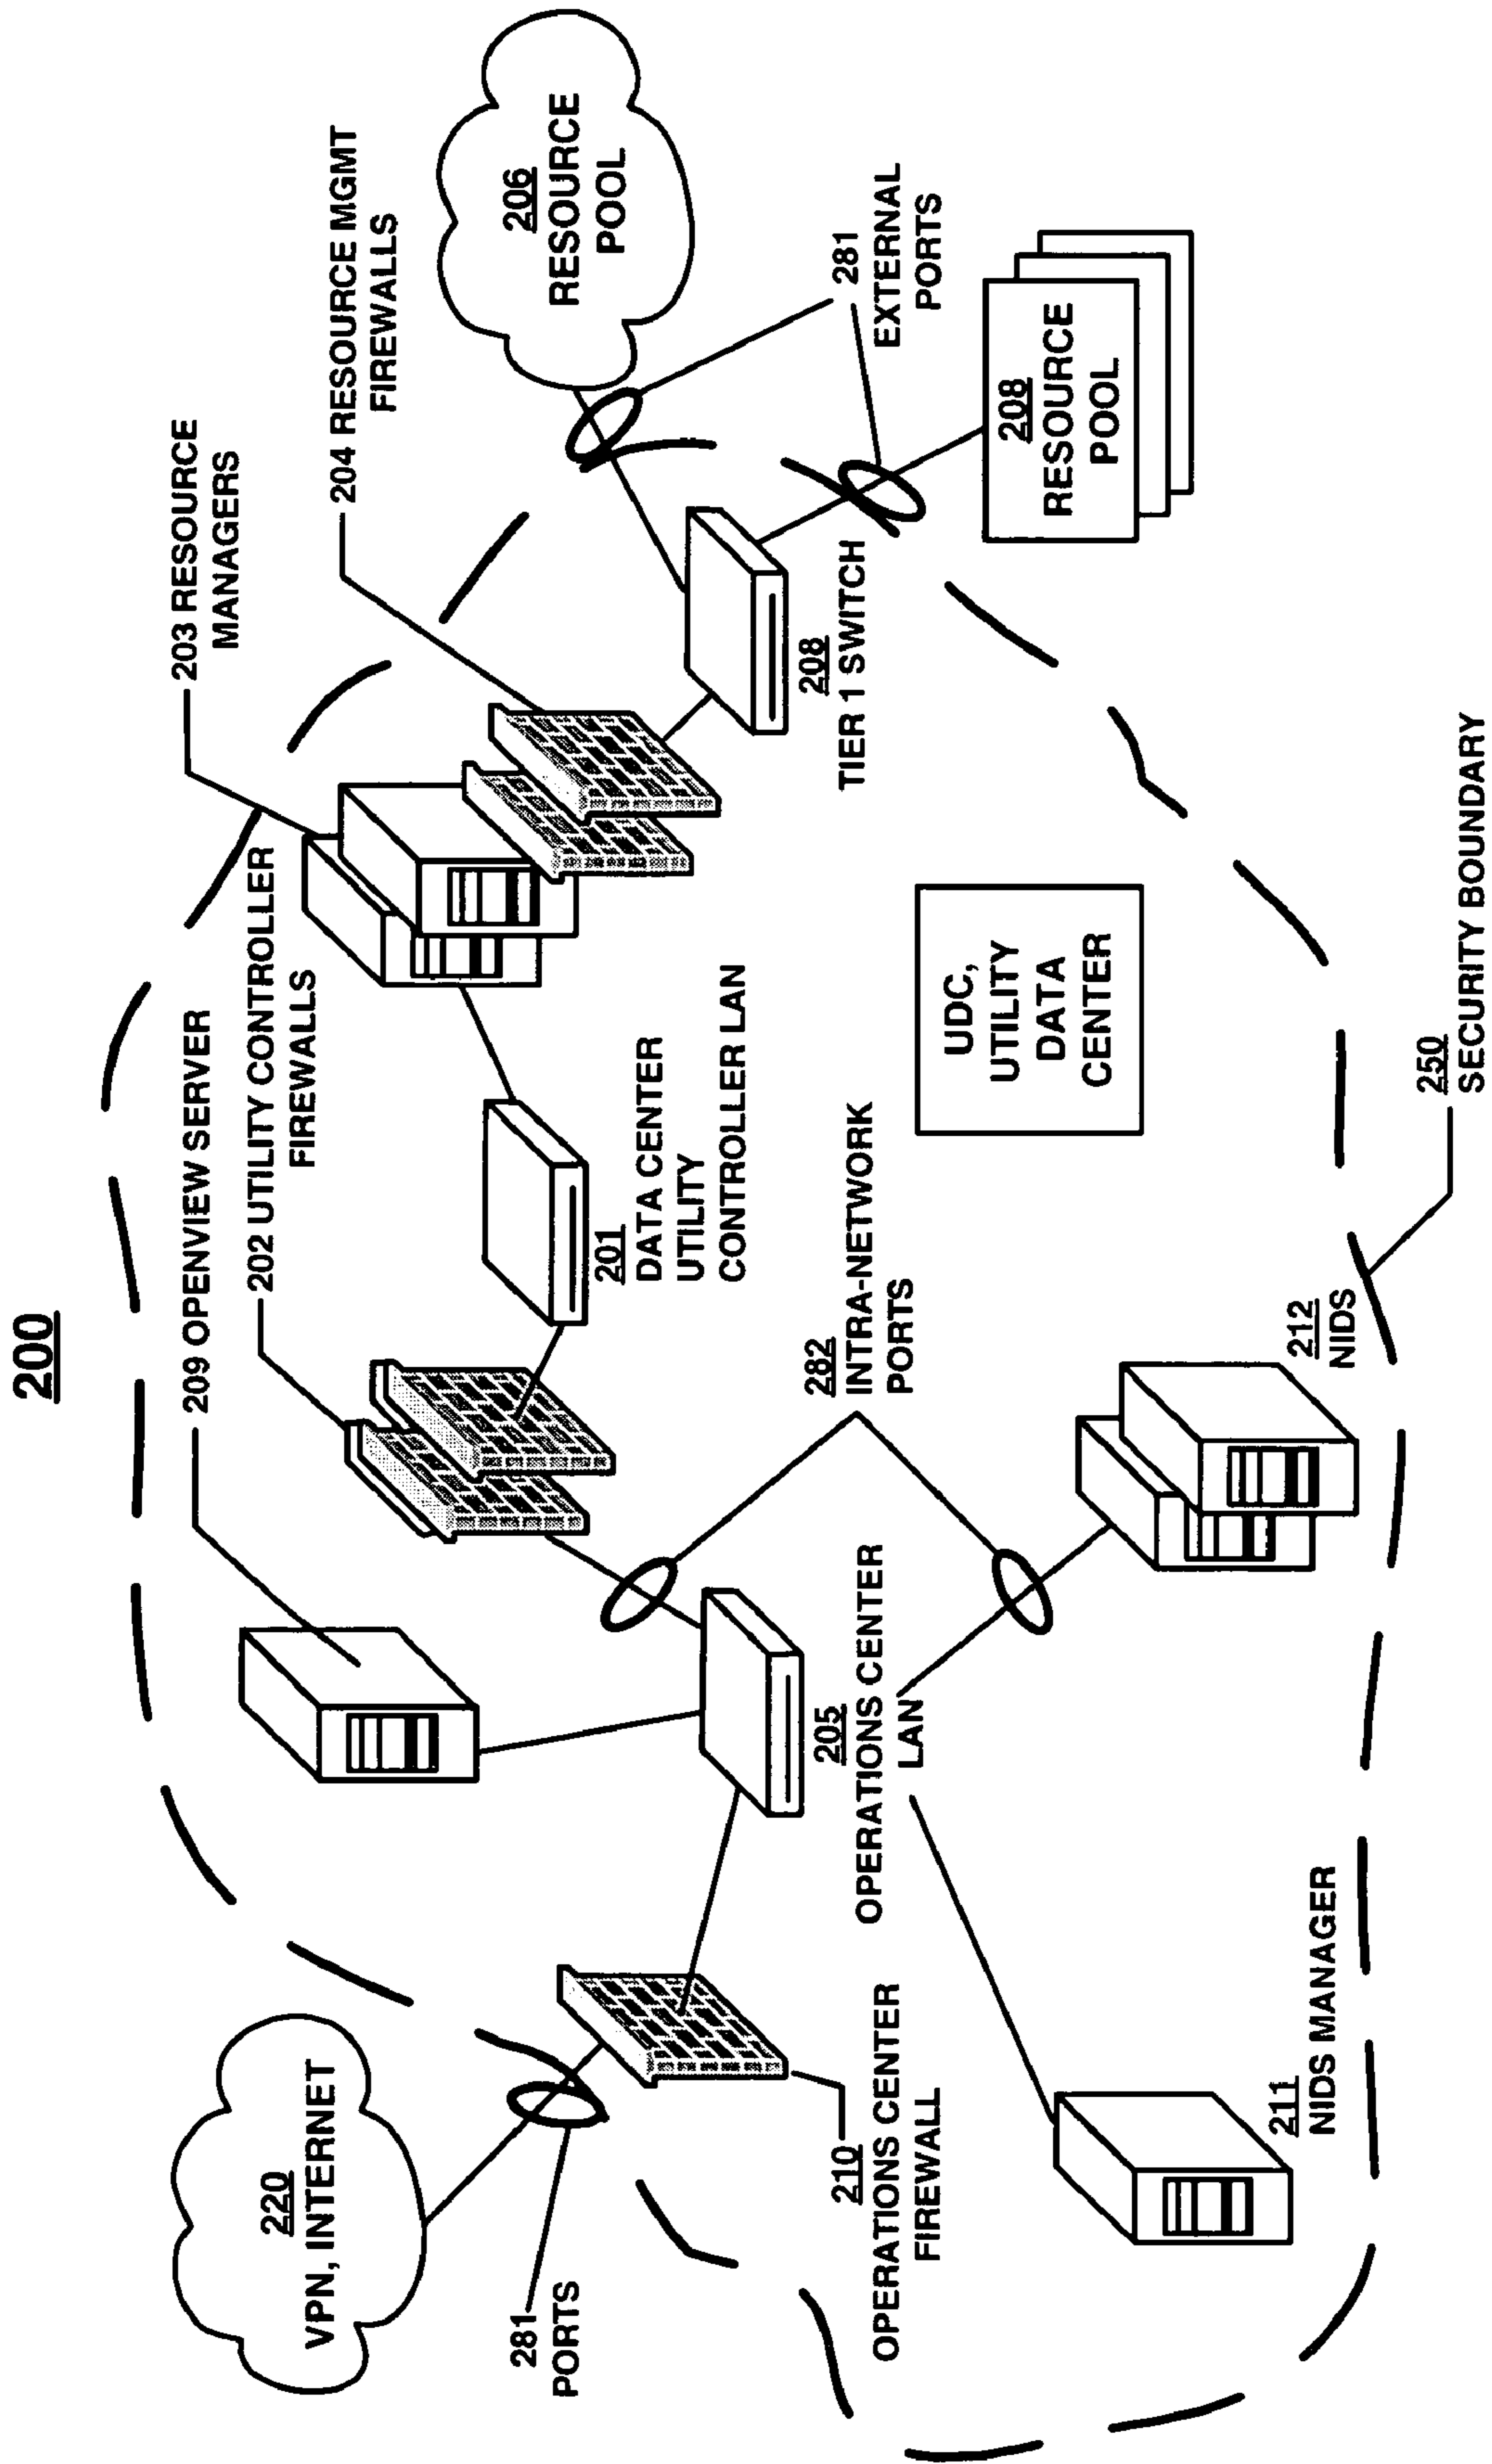 200
220
VPN, INTERNET
281
PORTS
209 OPENVIEW SERVER
202 UTILITY CONTROLLER
FIREWALLS
203 RESOURCE
MANAGERS
204 RESOURCE MGMT
FIREWALLS
206
RESOURCE
POOL
281
EXTERNAL
PORTS
208
RESOURCE
POOL
208
TIER 1 SWITCH
201
DATA CENTER
UTILITY
CONTROLLER LAN
282
INTRA-NETWORK
PORTS
205
OPERATIONS CENTER
LAN
210
OPERATIONS CENTER
FIREWALL
UDC,
UTILITY
DATA
CENTER
211
NIDS MANAGER
212
NIDS
250
SECURITY BOUNDARY